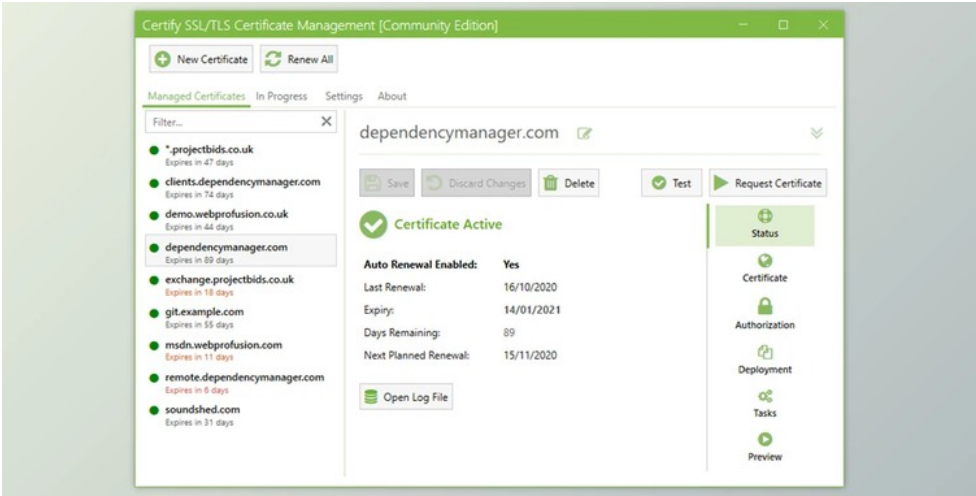 Certify SSL/TLS Certificate Management [Community Edition]
New Certificate Renew All
Managed Certificates In Progress Settings About
Filter...
*.projectbids.co.uk
Expires in 47 days
clients.dependencymanager.com
Expires in 74 days
demo.webprofusion.co.uk
Expires in 44 days
dependencymanager.com
Expires in 89 days
exchange.projectbids.co.uk
Expires in 18 days
git.example.com
Expires in 55 days
msdn.webprofusion.com
Expires in 11 days
remote.dependencymanager.com
Expires in 6 days
soundshed.com
Expires in 31 days
dependencymanager.com
Save Discard Changes Delete Test Request Certificate
Certificate Active
Auto Renewal Enabled: Yes
Last Renewal: 16/10/2020
Expiry: 14/01/2021
Days Remaining: 89
Next Planned Renewal: 15/11/2020
Open Log File
Status
Certificate
Authorization
Deployment
Tasks
Preview